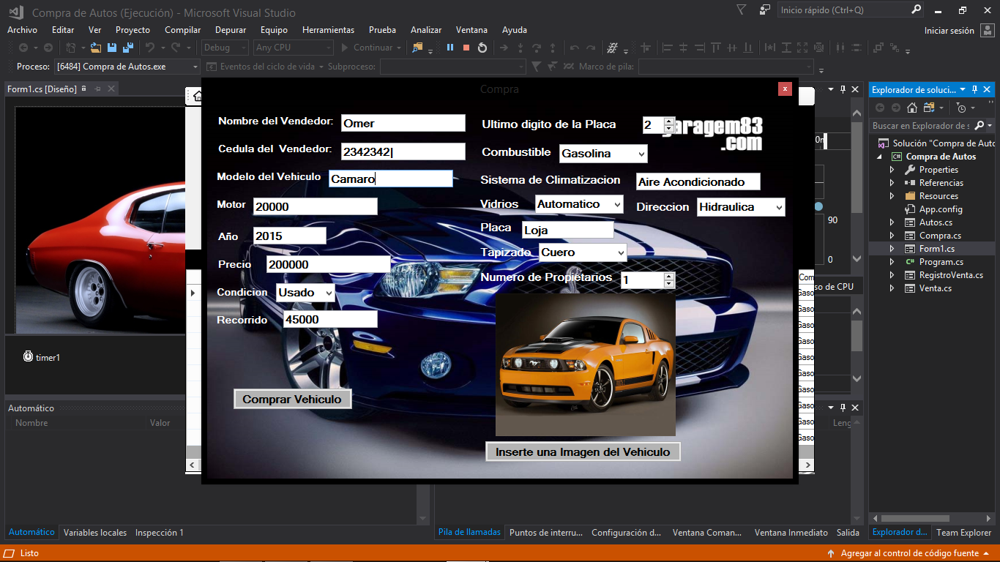 Compra de Autos (Ejecución) - Microsoft Visual Studio
Inicio rápido (Ctrl+Q)
Archivo Editar Ver Proyecto Compilar Depurar Equipo Herramientas Prueba Analizar Ventana Ayuda
Iniciar sesión
Debug Any CPU Continuar
Proceso: [6484] Compra de Autos.exe Eventos del ciclo de vida Subproceso: Marco de pila:
Form1.cs [Diseño]
Compra
x
Explorador de soluci...
Buscar en Explorador de s
Solución "Compra de Auto
Compra de Autos
Properties
Referencias
Resources
App.config
Autos.cs
Compra.cs
Form1.cs
Program.cs
RegistroVenta.cs
Venta.cs
Nombre del Vendedor: Omer
Cedula del Vendedor: 2342342|
Modelo del Vehiculo Camaro
Motor 20000
Año 2015
Precio 200000
Condicion Usado
Recorrido 45000
Comprar Vehiculo
Ultimo digito de la Placa 2
garagem83
.com
Combustible Gasolina
Sistema de Climatizacion Aire Acondicionado
Vidrios Automatico Direccion Hidraulica
Placa Loja
Tapizado Cuero
Numero de Propietarios 1
Inserte una Imagen del Vehiculo
90
0
so de CPU
Com
Gaso
Gaso
Gaso
Gaso
Gaso
Gaso
Gaso
Gaso
Gaso
Gaso
timer1
Automático
Nombre Valor
Leng
Automático Variables locales Inspección 1
Pila de llamadas Puntos de interru... Configuración d... Ventana Coman... Ventana Inmediato Salida
Explorador d... Team Explorer
Listo
Agregar al control de código fuente